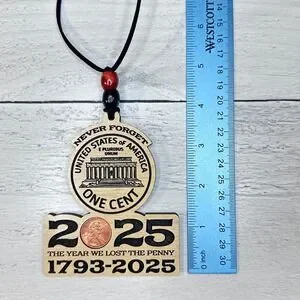 NEVER FORGET
UNITED STATES OF AMERICA
E PLURIBUS
UNUM
ONE CENT
2025
THE YEAR WE LOST THE PENNY
1793-2025
WESTCOTT